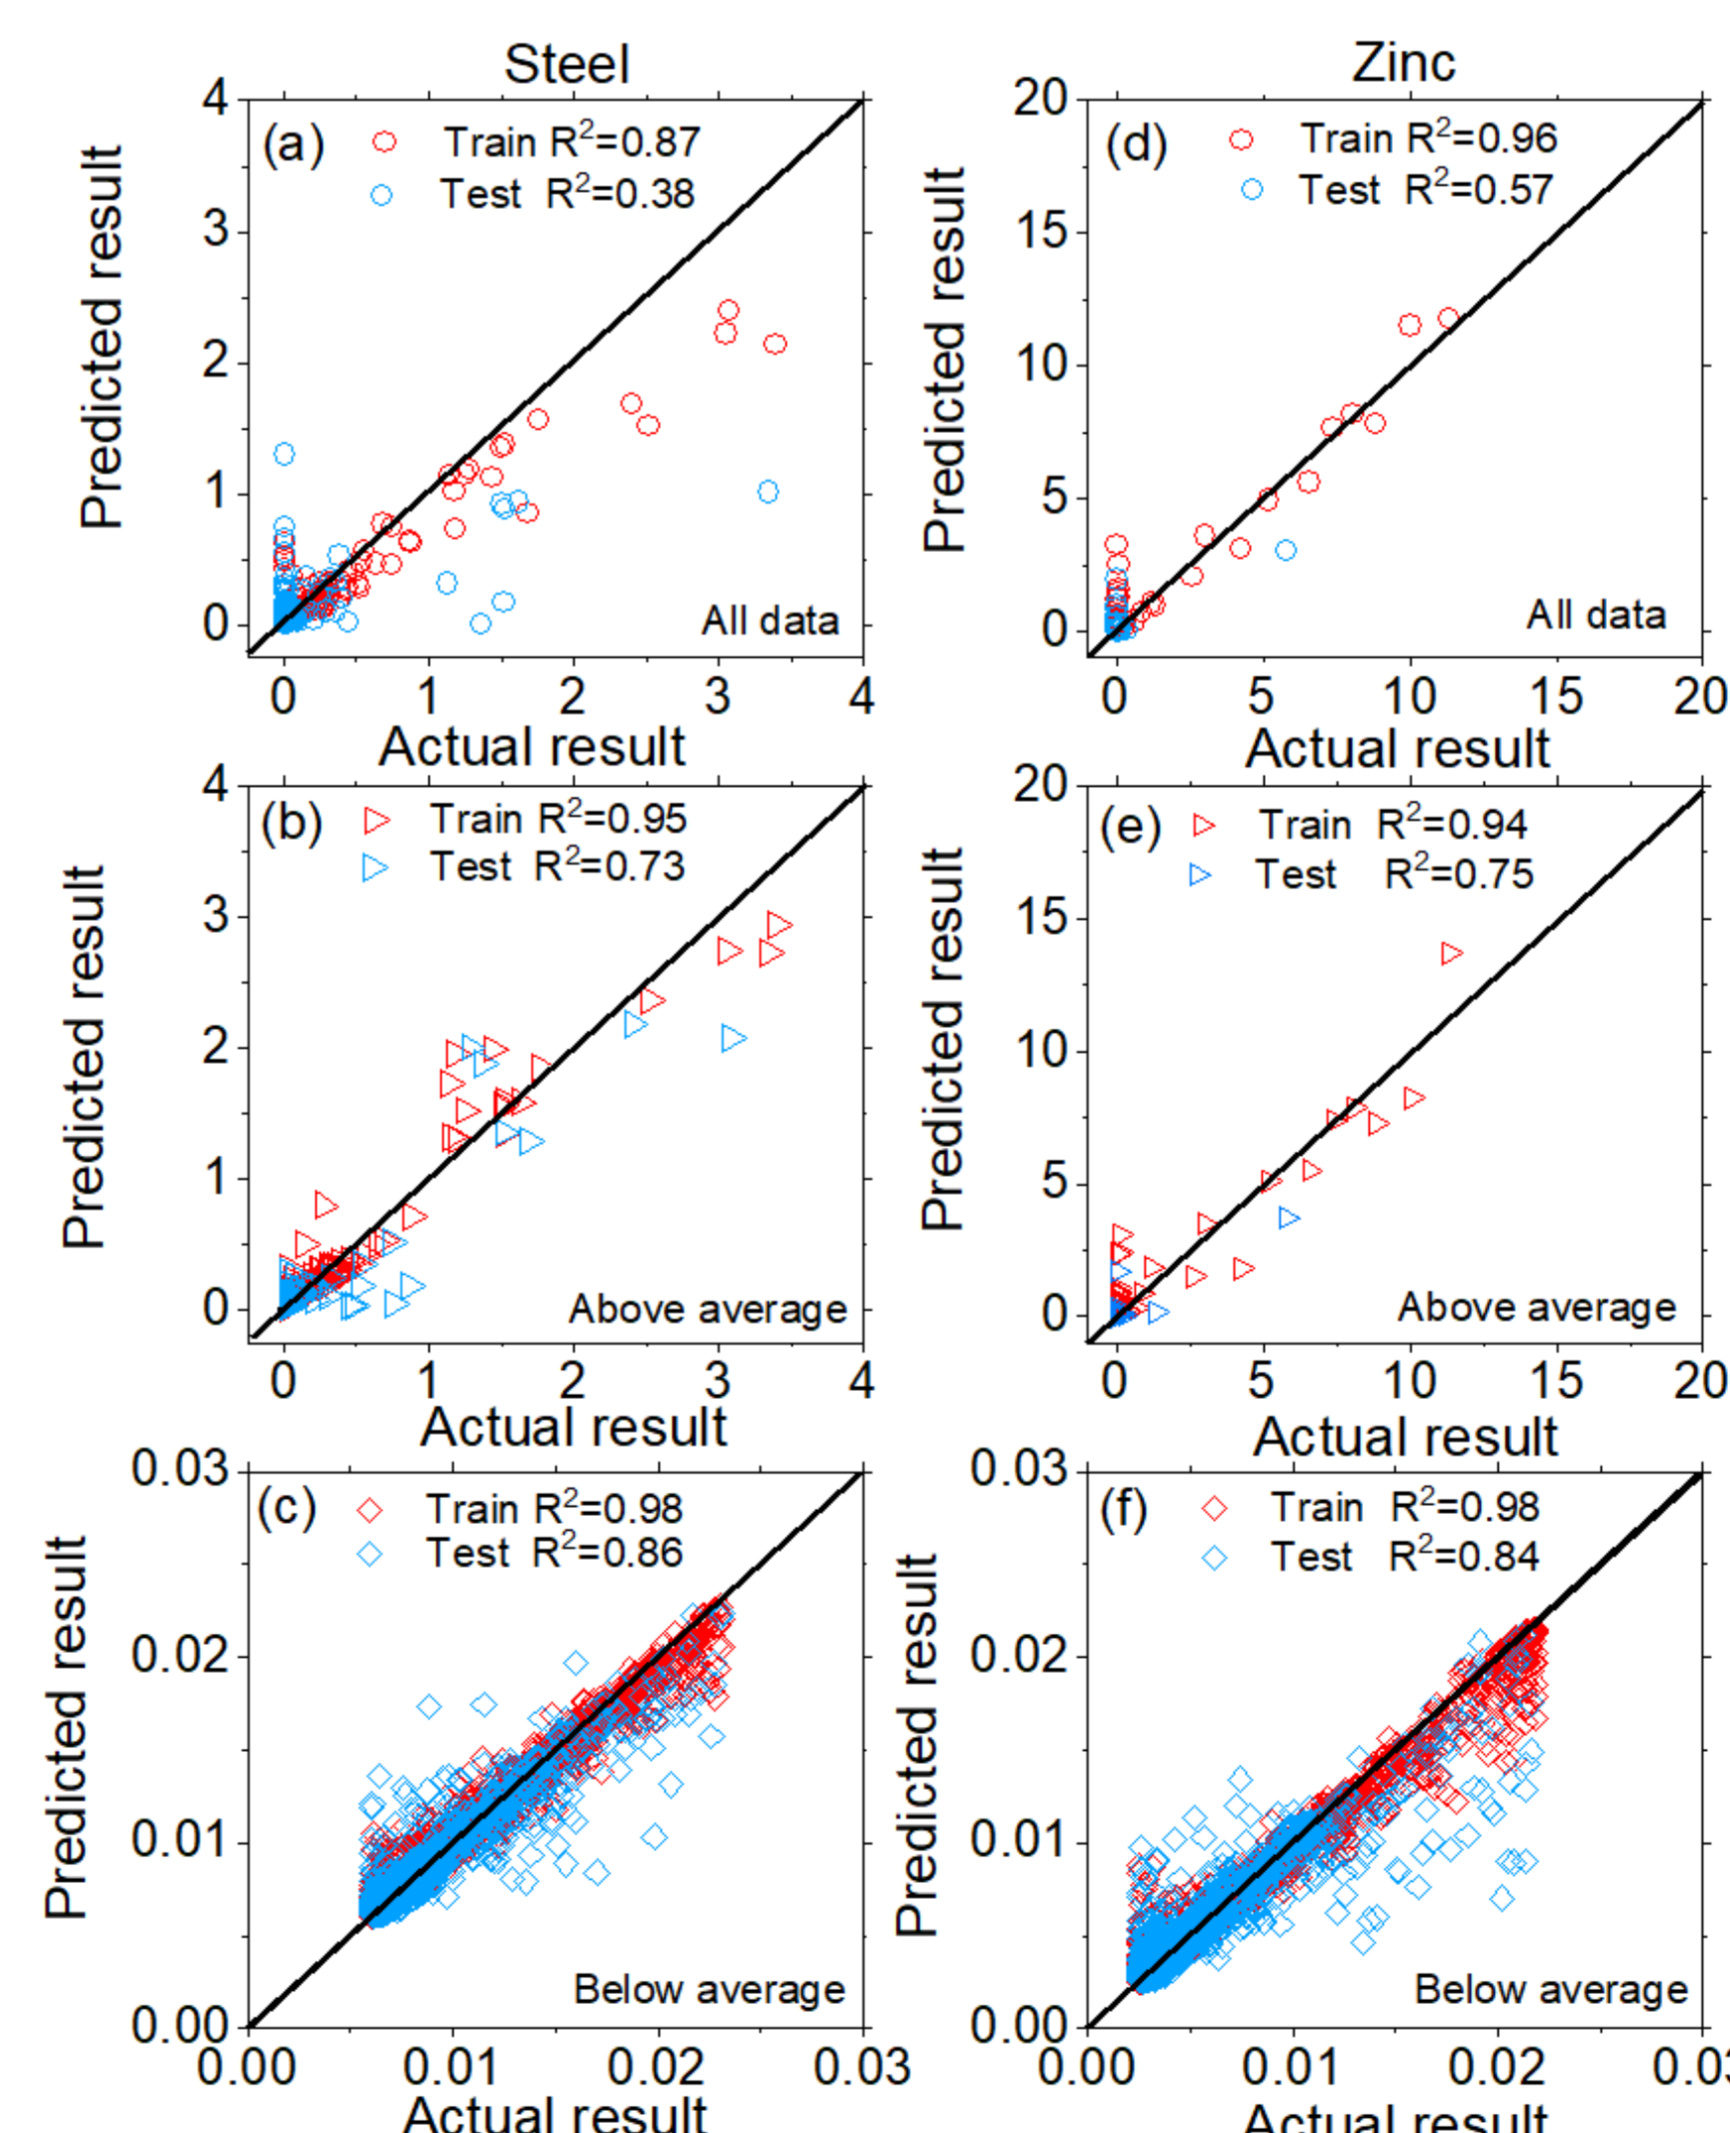 Steel
4
(a)
Train R²=0.87
Test R²=0.38
3
2
1
0
Predicted result
All data
0 1 2 3 4
Actual result
Zinc
20
(d)
Train R²=0.96
Test R²=0.57
15
10
5
0
Predicted result
All data
0 5 10 15 20
Actual result
4
(b)
Train R²=0.95
Test R²=0.73
3
2
1
0
Predicted result
Above average
0 1 2 3 4
Actual result
20
(e)
Train R²=0.94
Test R²=0.75
15
10
5
0
Predicted result
Above average
0 5 10 15 20
Actual result
0.03
(c)
Train R²=0.98
Test R²=0.86
0.02
0.01
0.00
Predicted result
Below average
0.00 0.01 0.02 0.03
Actual result
0.03
(f)
Train R²=0.98
Test R²=0.84
0.02
0.01
0.00
Predicted result
Below average
0.00 0.01 0.02
Actual result